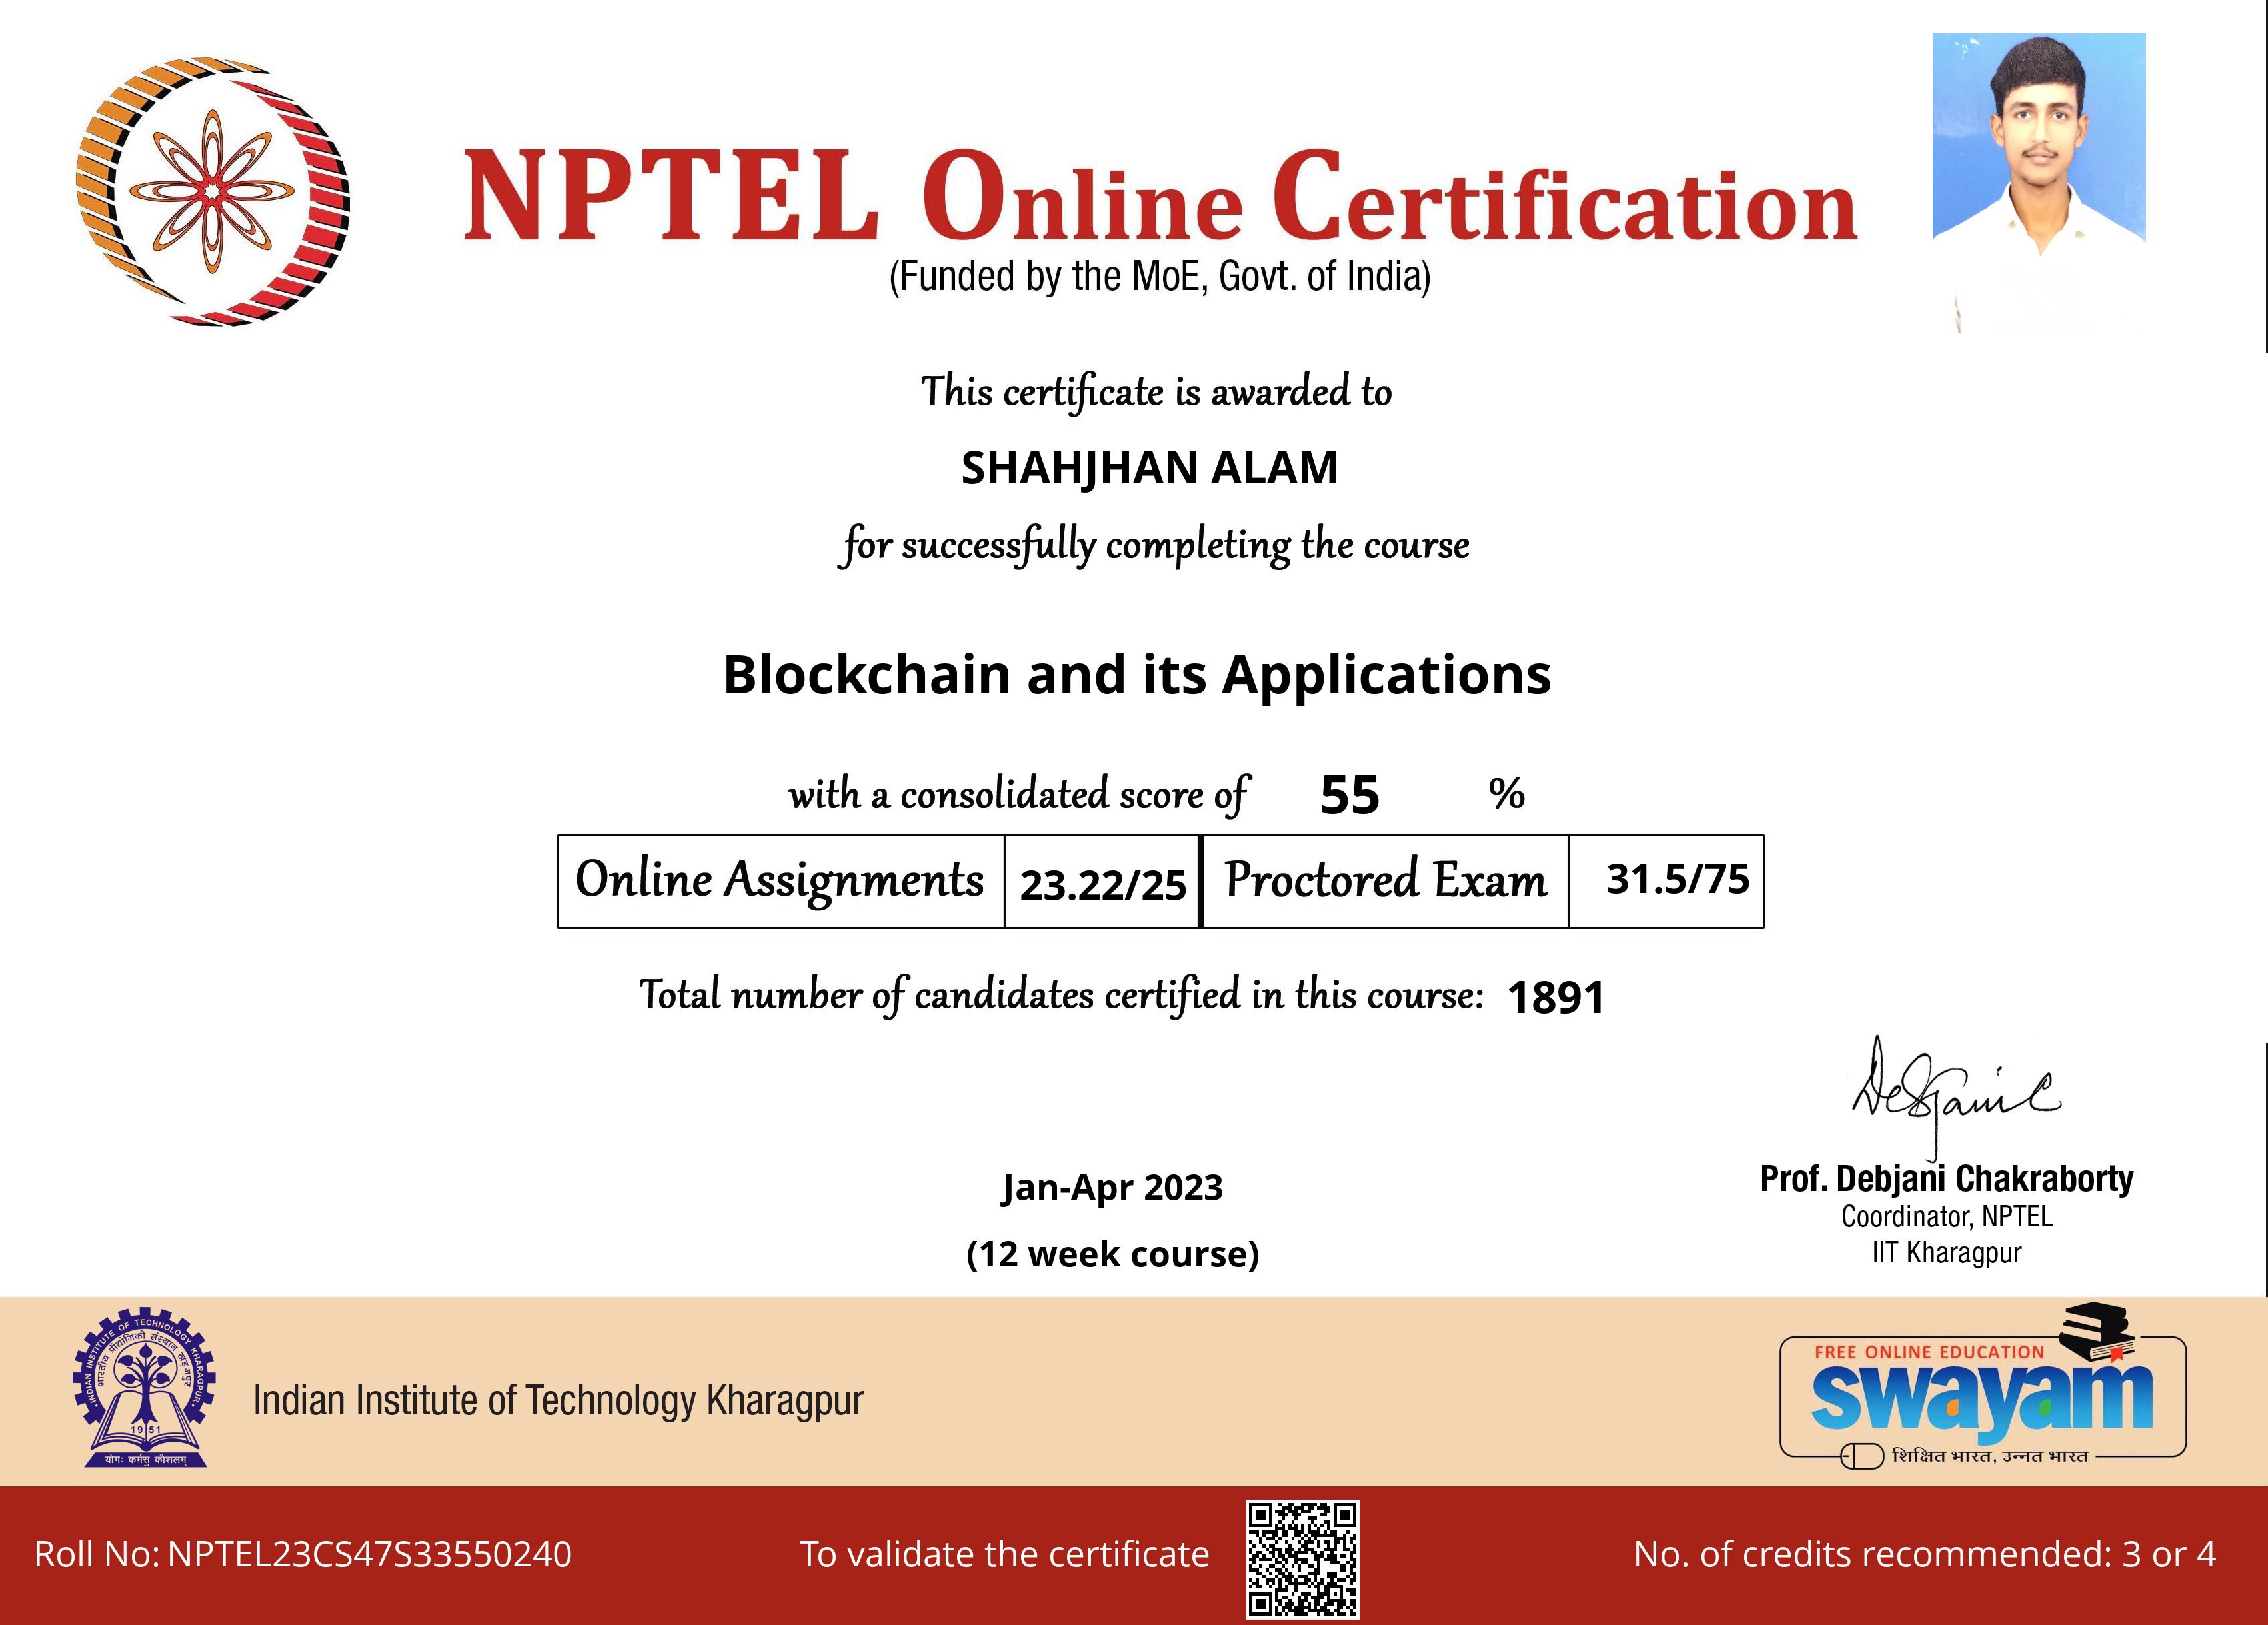 NPTEL Online Certification
(Funded by the MoE, Govt. of India)
This certificate is awarded to
SHAHJHAN ALAM
for successfully completing the course
Blockchain and its Applications
with a consolidated score of 55 %
Online Assignments 23.22/25 Proctored Exam 31.5/75
Total number of candidates certified in this course: 1891
Debjani C
Jan-Apr 2023
(12 week course)
Prof. Debjani Chakraborty
Coordinator, NPTEL
IIT Kharagpur
INDIAN INSTITUTE OF TECHNOLOGY KHARAGPUR
भारतीय प्रौद्योगिकी संस्थान खड़गपुर
1951
योगः कर्मसु कौशलम्
Indian Institute of Technology Kharagpur
FREE ONLINE EDUCATION
swayam
शिक्षित भारत, उन्नत भारत
Roll No: NPTEL23CS47S33550240
To validate the certificate
No. of credits recommended: 3 or 4